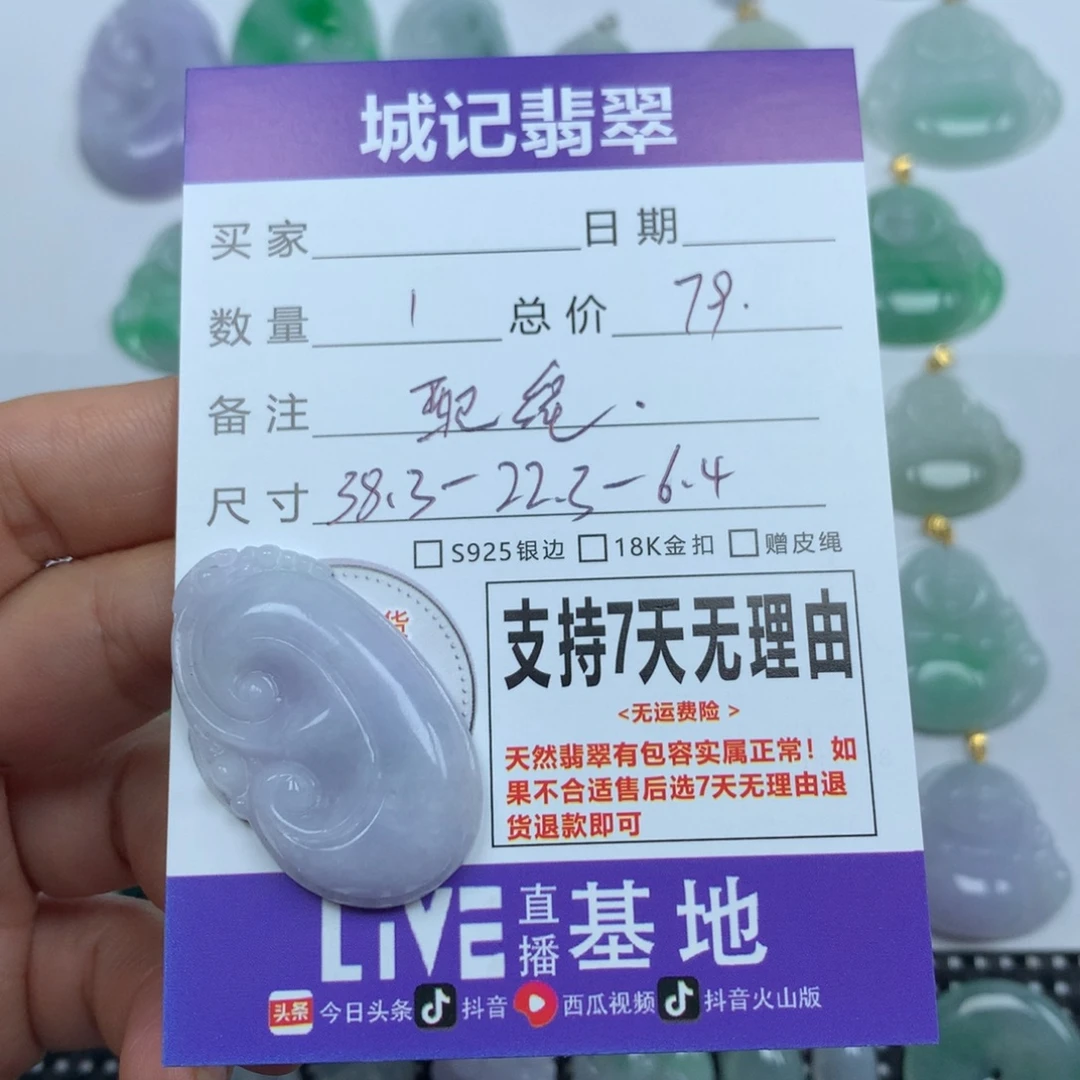 城记翡翠
买家 日期
数量 1 总价 79.
备注 配绳.
尺寸 38.3-22.3-6.4
S925银边 18K金扣 赠皮绳
货
支持7天无理由
<无运费险>
天然翡翠有包容实属正常！如
果不合适售后选7天无理由退
货退款即可
LIVE 直播 基地
头条 今日头条 抖音 西瓜视频 抖音火山版